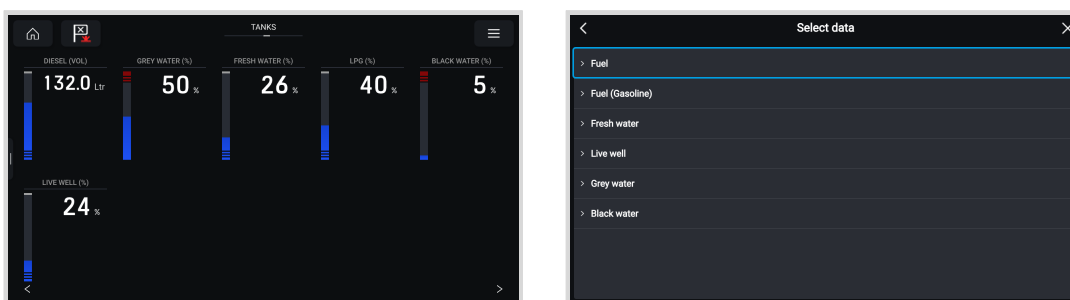 TANKS
DIESEL (VOL)
132.0 Ltr
GREY WATER (%)
50 %
FRESH WATER (%)
26 %
LPG (%)
40 %
BLACK WATER (%)
5 %
LIVE WELL (%)
24 %
Select data
Fuel
Fuel (Gasoline)
Fresh water
Live well
Grey water
Black water